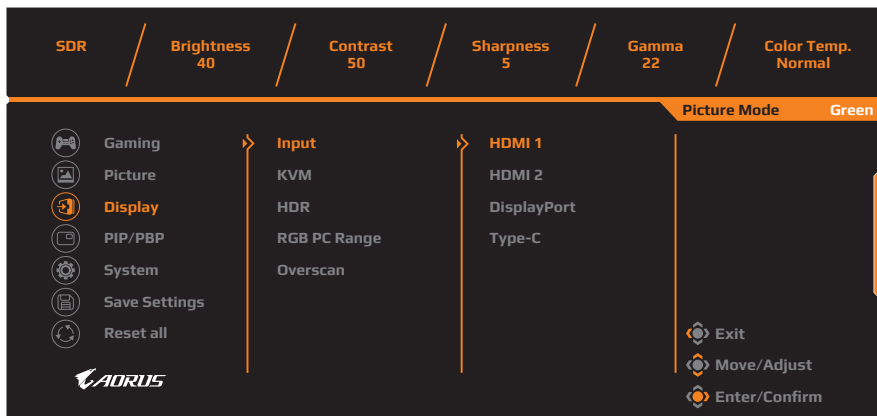 SDR Brightness Contrast Sharpness Gamma Color Temp.
40 50 5 22 Normal
Picture Mode Green
Gaming Input HDMI 1
Picture KVM HDMI 2
Display HDR DisplayPort
PIP/PBP RGB PC Range Type-C
System Overscan
Save Settings
Reset all Exit
AORUS Move/Adjust
Enter/Confirm